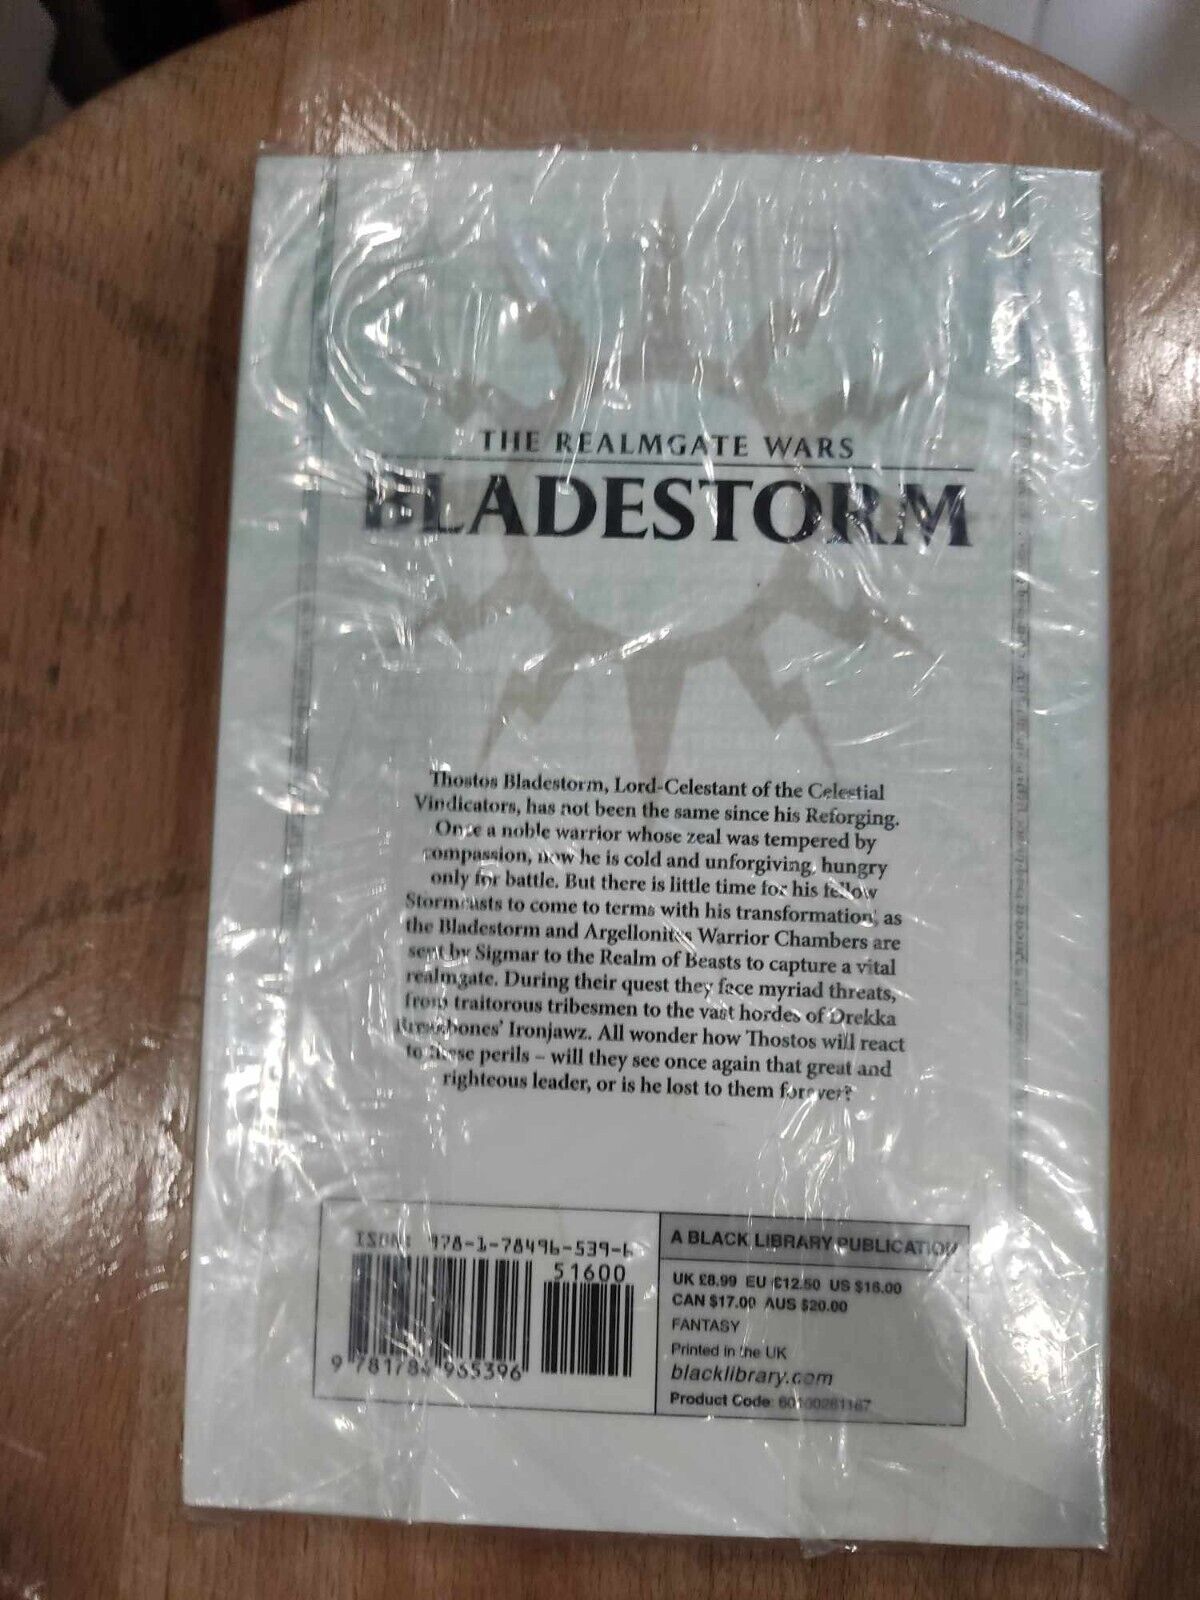 THE REALMGATE WARS
BLADESTORM
Thostos Bladestorm, Lord-Celestant of the Celestial
Vindicators, has not been the same since his Reforging.
Once a noble warrior whose zeal was tempered by
compassion, now he is cold and unforgiving, hungry
only for battle. But there is little time for his fellow
Stormcasts to come to terms with his transformation, as
the Bladestorm and Argellonites Warrior Chambers are
sent by Sigmar to the Realm of Beasts to capture a vital
realmgate. During their quest they face myriad threats,
from traitorous tribesmen to the vast hordes of Drekka
Breakbones' Ironjawz. All wonder how Thostos will react
to these perils – will they see once again that great and
righteous leader, or is he lost to them forever?
ISBN: 978-1-78496-539-6
51600
9 781784 965396
A BLACK LIBRARY PUBLICATION
UK £8.99 EU €12.50 US $16.00
CAN $17.00 AUS $20.00
FANTASY
Printed in the UK
blacklibrary.com
Product Code: 60100281167